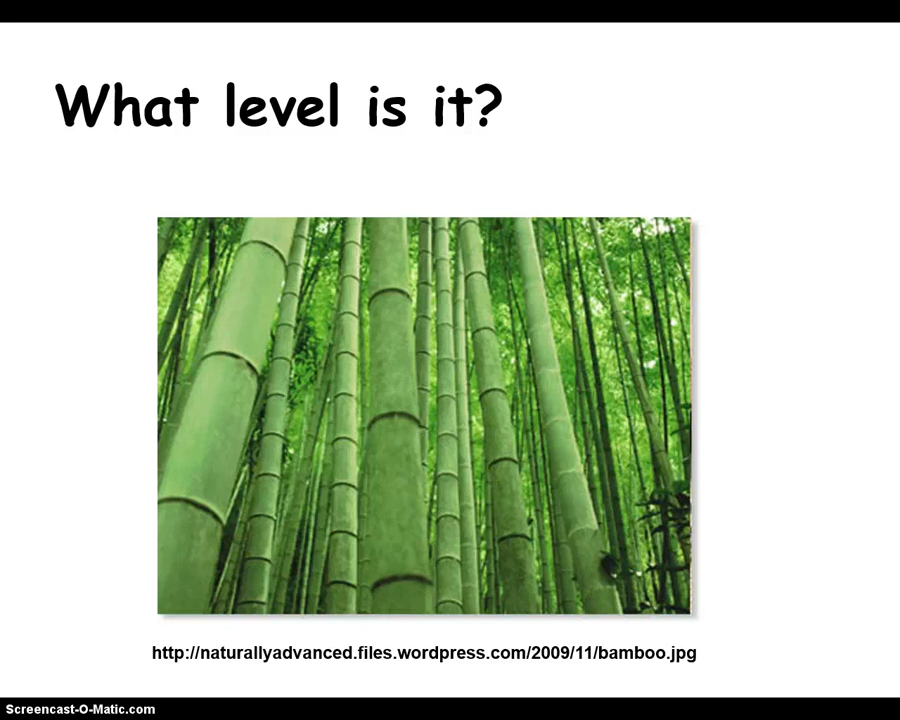 What level is it?
http://naturallyadvanced.files.wordpress.com/2009/11/bamboo.jpg
Screencast-O-Matic.com